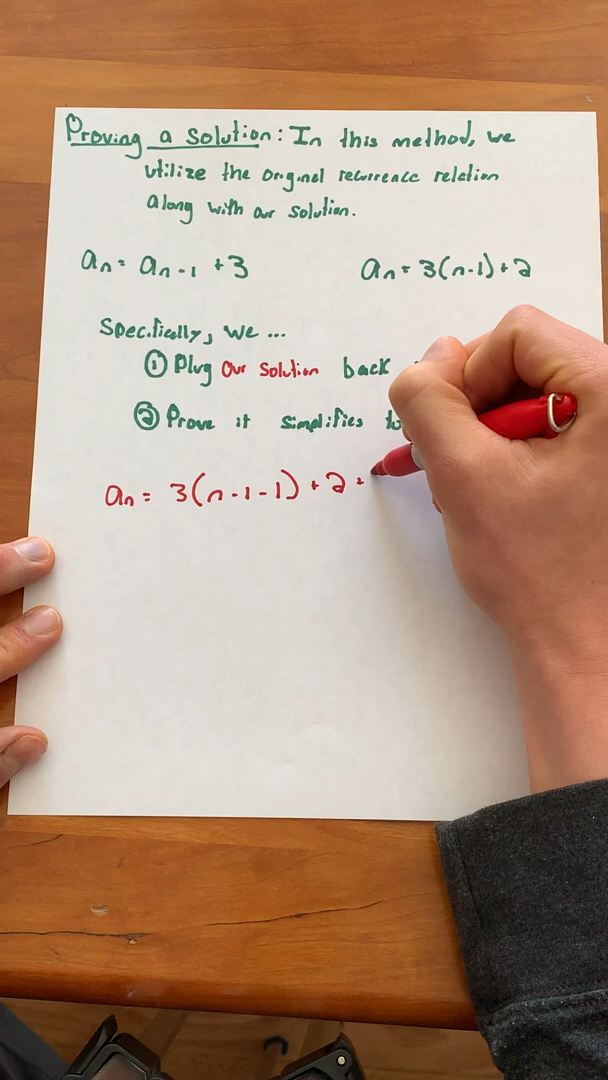 Proving a Solution: In this method, we
utilize the original recurrence relation
along with our solution.
an = an-1 + 3
an = 3(n-1)+2
Specifically, we ...
① Plug Our Solution back
② Prove it simplifies to
an = 3(n-1-1) + 2 +